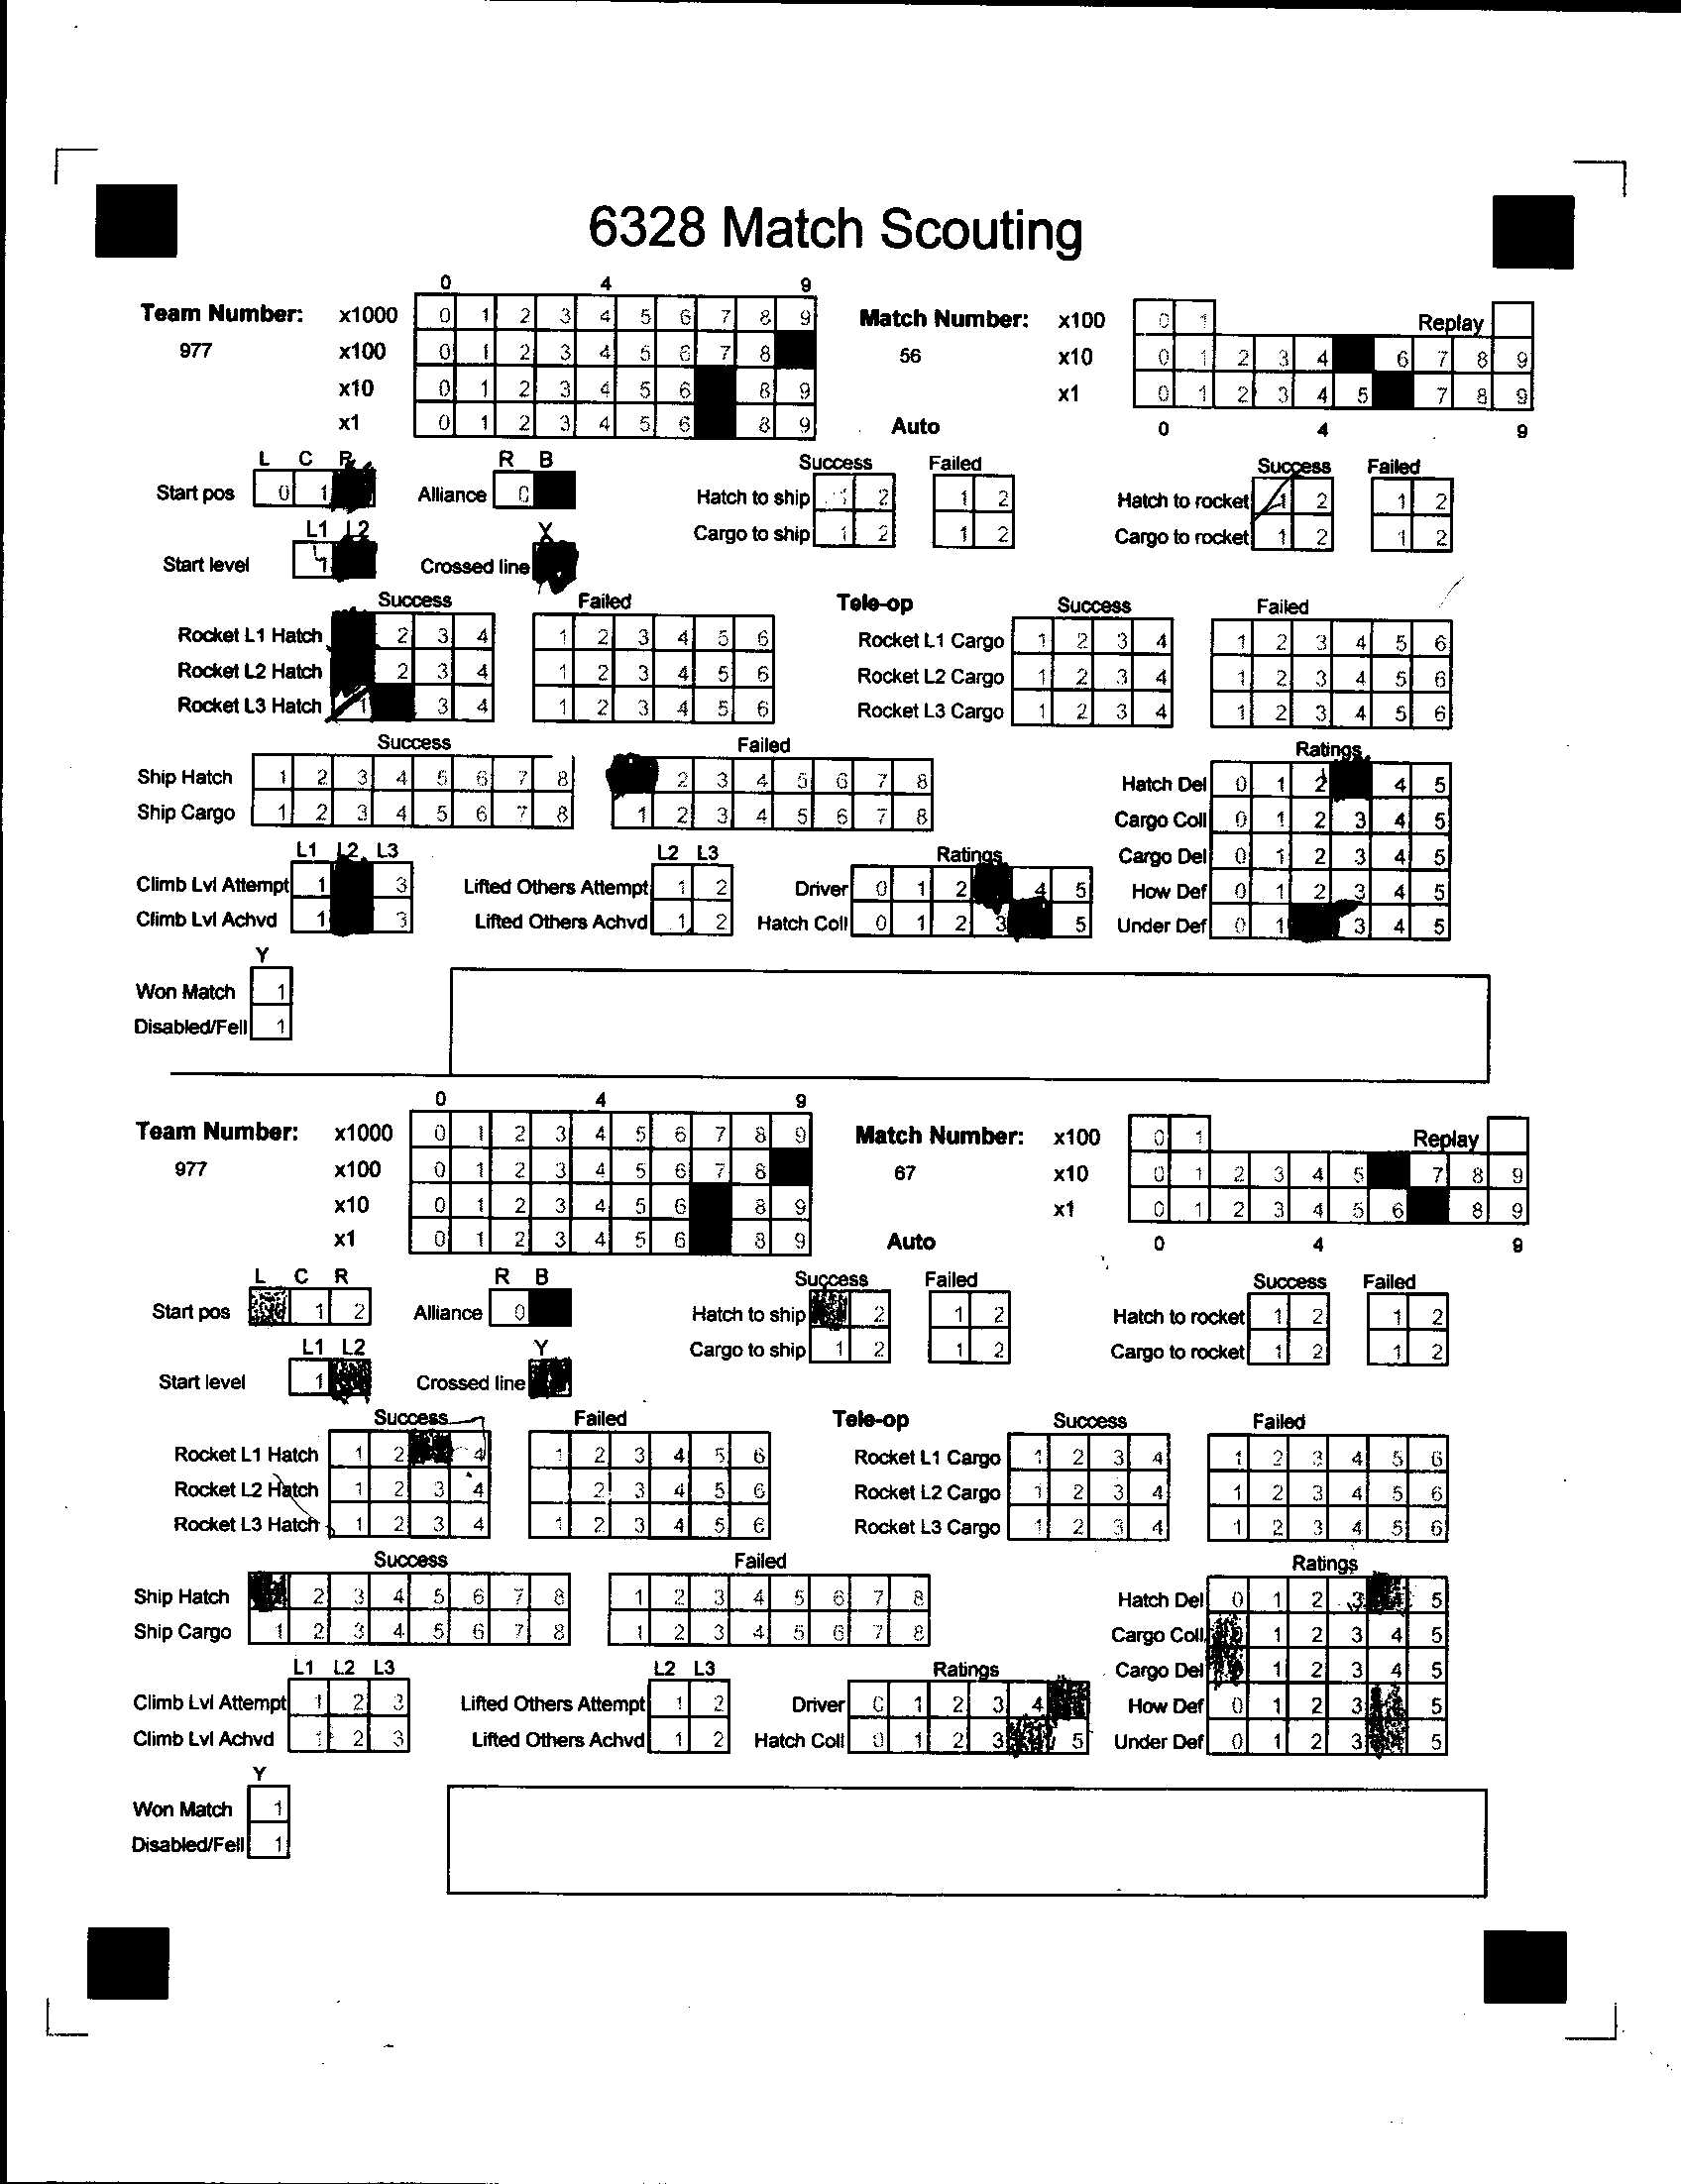 6328 Match Scouting
0 4 9
Team Number: x1000 0 1 2 3 4 5 6 7 8 9 Match Number: x100 0 1 Replay
977 x100 0 1 2 3 4 5 6 7 8 56 x10 0 1 2 3 4 6 7 8 9
x10 0 1 2 3 4 5 6 8 9 x1 0 1 2 3 4 5 7 8 9
x1 0 1 2 3 4 5 6 8 9 Auto 0 4 9
L C R R B Success Failed Success Failed
Start pos 0 1 Alliance 0 Hatch to ship 1 2 1 2 Hatch to rocket 1 2 1 2
L1 L2 Cargo to ship 1 2 1 2 Cargo to rocket 1 2 1 2
Start level 1 Crossed line
Success Failed Tele-op Success Failed
Rocket L1 Hatch 2 3 4 1 2 3 4 5 6 Rocket L1 Cargo 1 2 3 4 1 2 3 4 5 6
Rocket L2 Hatch 2 3 4 1 2 3 4 5 6 Rocket L2 Cargo 1 2 3 4 1 2 3 4 5 6
Rocket L3 Hatch 1 3 4 1 2 3 4 5 6 Rocket L3 Cargo 1 2 3 4 1 2 3 4 5 6
Success Failed Ratings
Ship Hatch 1 2 3 4 5 6 7 8 2 3 4 5 6 7 8 Hatch Del 0 1 2 4 5
Ship Cargo 1 2 3 4 5 6 7 8 1 2 3 4 5 6 7 8 Cargo Coll 0 1 2 3 4 5
L1 L2 L3 L2 L3 Ratings Cargo Del 0 1 2 3 4 5
Climb Lvl Attempt 1 3 Lifted Others Attempt 1 2 Driver 0 1 2 4 5 How Def 0 1 2 3 4 5
Climb Lvl Achvd 1 3 Lifted Others Achvd 1 2 Hatch Coll 0 1 2 3 5 Under Def 0 1 3 4 5
Y
Won Match 1
Disabled/Fell 1
0 4 9
Team Number: x1000 0 1 2 3 4 5 6 7 8 9 Match Number: x100 0 1 Replay
977 x100 0 1 2 3 4 5 6 7 8 67 x10 0 1 2 3 4 5 7 8 9
x10 0 1 2 3 4 5 6 8 9 x1 0 1 2 3 4 5 6 8 9
x1 0 1 2 3 4 5 6 8 9 Auto 0 4 9
L C R R B Success Failed Success Failed
Start pos 1 2 Alliance 0 Hatch to ship 2 1 2 Hatch to rocket 1 2 1 2
L1 L2 Y Cargo to ship 1 2 1 2 Cargo to rocket 1 2 1 2
Start level 1 Crossed line
Success Failed Tele-op Success Failed
Rocket L1 Hatch 1 2 4 1 2 3 4 5 6 Rocket L1 Cargo 1 2 3 4 1 2 3 4 5 6
Rocket L2 Hatch 1 2 3 4 2 3 4 5 6 Rocket L2 Cargo 1 2 3 4 1 2 3 4 5 6
Rocket L3 Hatch 1 2 3 4 1 2 3 4 5 6 Rocket L3 Cargo 1 2 3 4 1 2 3 4 5 6
Success Failed Ratings
Ship Hatch 2 3 4 5 6 7 8 1 2 3 4 5 6 7 8 Hatch Del 0 1 2 3 5
Ship Cargo 1 2 3 4 5 6 7 8 1 2 3 4 5 6 7 8 Cargo Coll 1 2 3 4 5
L1 L2 L3 L2 L3 Ratings Cargo Del 1 2 3 4 5
Climb Lvl Attempt 1 2 3 Lifted Others Attempt 1 2 Driver 0 1 2 3 4 How Def 0 1 2 3 5
Climb Lvl Achvd 1 2 3 Lifted Others Achvd 1 2 Hatch Coll 0 1 2 3 5 Under Def 0 1 2 3 5
Y
Won Match 1
Disabled/Fell 1